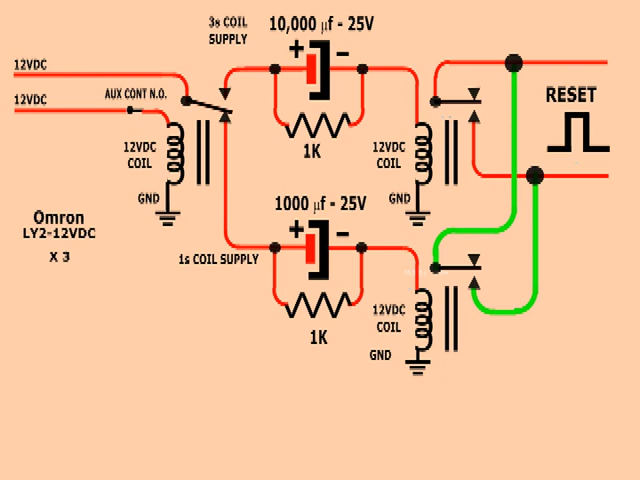 3s COIL
SUPPLY
10,000 µf - 25V
+ -
12VDC
12VDC
AUX CONT N.O.
RESET
1K
12VDC
COIL
12VDC
COIL
GND
GND
1000 µf - 25V
+ -
Omron
LY2-12VDC
X 3
1s COIL SUPPLY
12VDC
COIL
1K
GND